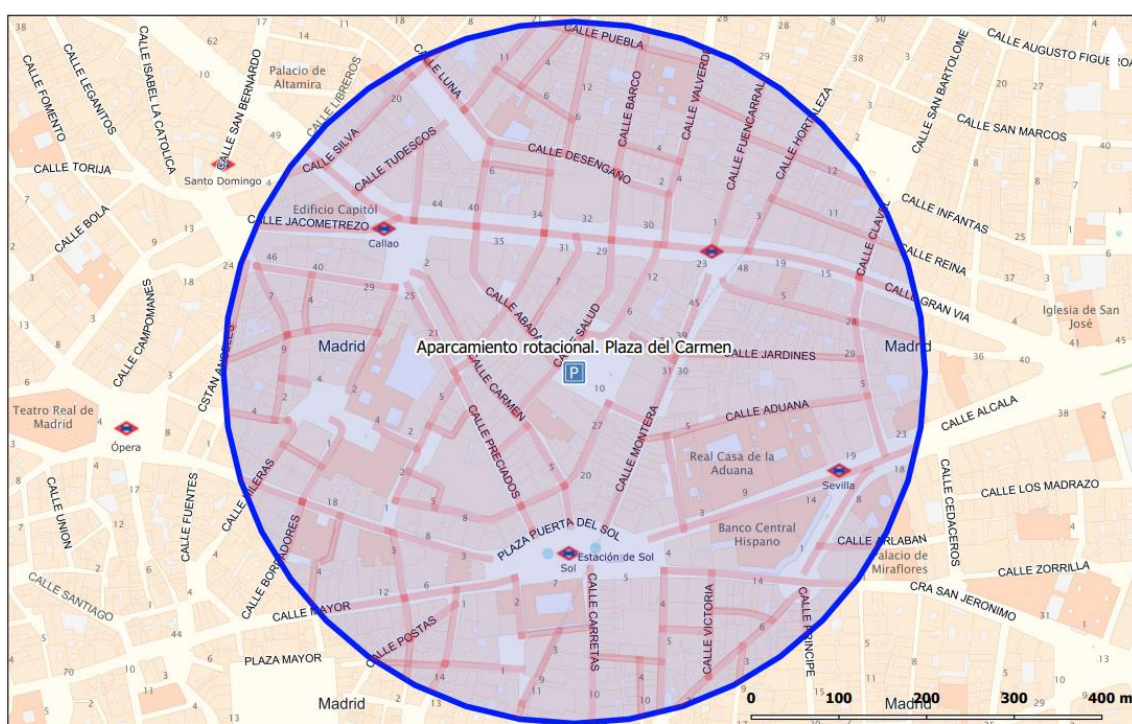 CALLE PUEBLA
CALLE AUGUSTO FIGUEROA
CALLE FOMENTO
CALLE LEGANITOS
CALLE ISABEL LA CATOLICA
CALLE SAN BERNARDO
Palacio de
Altamira
CALLE LIBREROS
CALLE LUNA
CALLE BARCO
CALLE VALVERDE
CALLE FUENCARRAL
CALLE HORTALEZA
CALLE SAN BARTOLOME
CALLE SAN MARCOS
CALLE TORIJA
Santo Domingo
CALLE SILVA
CALLE TUDESCOS
CALLE DESENGAÑO
CALLE BOLA
Edificio Capitol
CALLE JACOMETREZO
Callao
CALLE CLAVEL
CALLE INFANTAS
CALLE REINA
CALLE GRAN VIA
CALLE CAMPOMANES
CSTAN ANGELES
CALLE ABADA
CALLE SALUD
Iglesia de San
José
Madrid
Aparcamiento rotacional. Plaza del Carmen
P
CALLE JARDINES
Madrid
Teatro Real de
Madrid
Ópera
CALLE CARMEN
CALLE PRECIADOS
CALLE MONTERA
CALLE ADUANA
CALLE ALCALA
Real Casa de la
Aduana
Sevilla
CALLE UNION
CALLE FUENTES
CALLE HILERAS
CALLE BORDADORES
PLAZA PUERTA DEL SOL
Estación de Sol
Sol
Banco Central
Hispano
CALLE ARLABAN
Palacio de
Miraflores
CALLE CEDACEROS
CALLE LOS MADRAZO
CALLE ZORRILLA
CRA SAN JERONIMO
CALLE SANTIAGO
CALLE MAYOR
CALLE POSTAS
PLAZA MAYOR
CALLE CARRETAS
CALLE VICTORIA
CALLE PRINCIPE
Madrid
Madrid
0 100 200 300 400 m